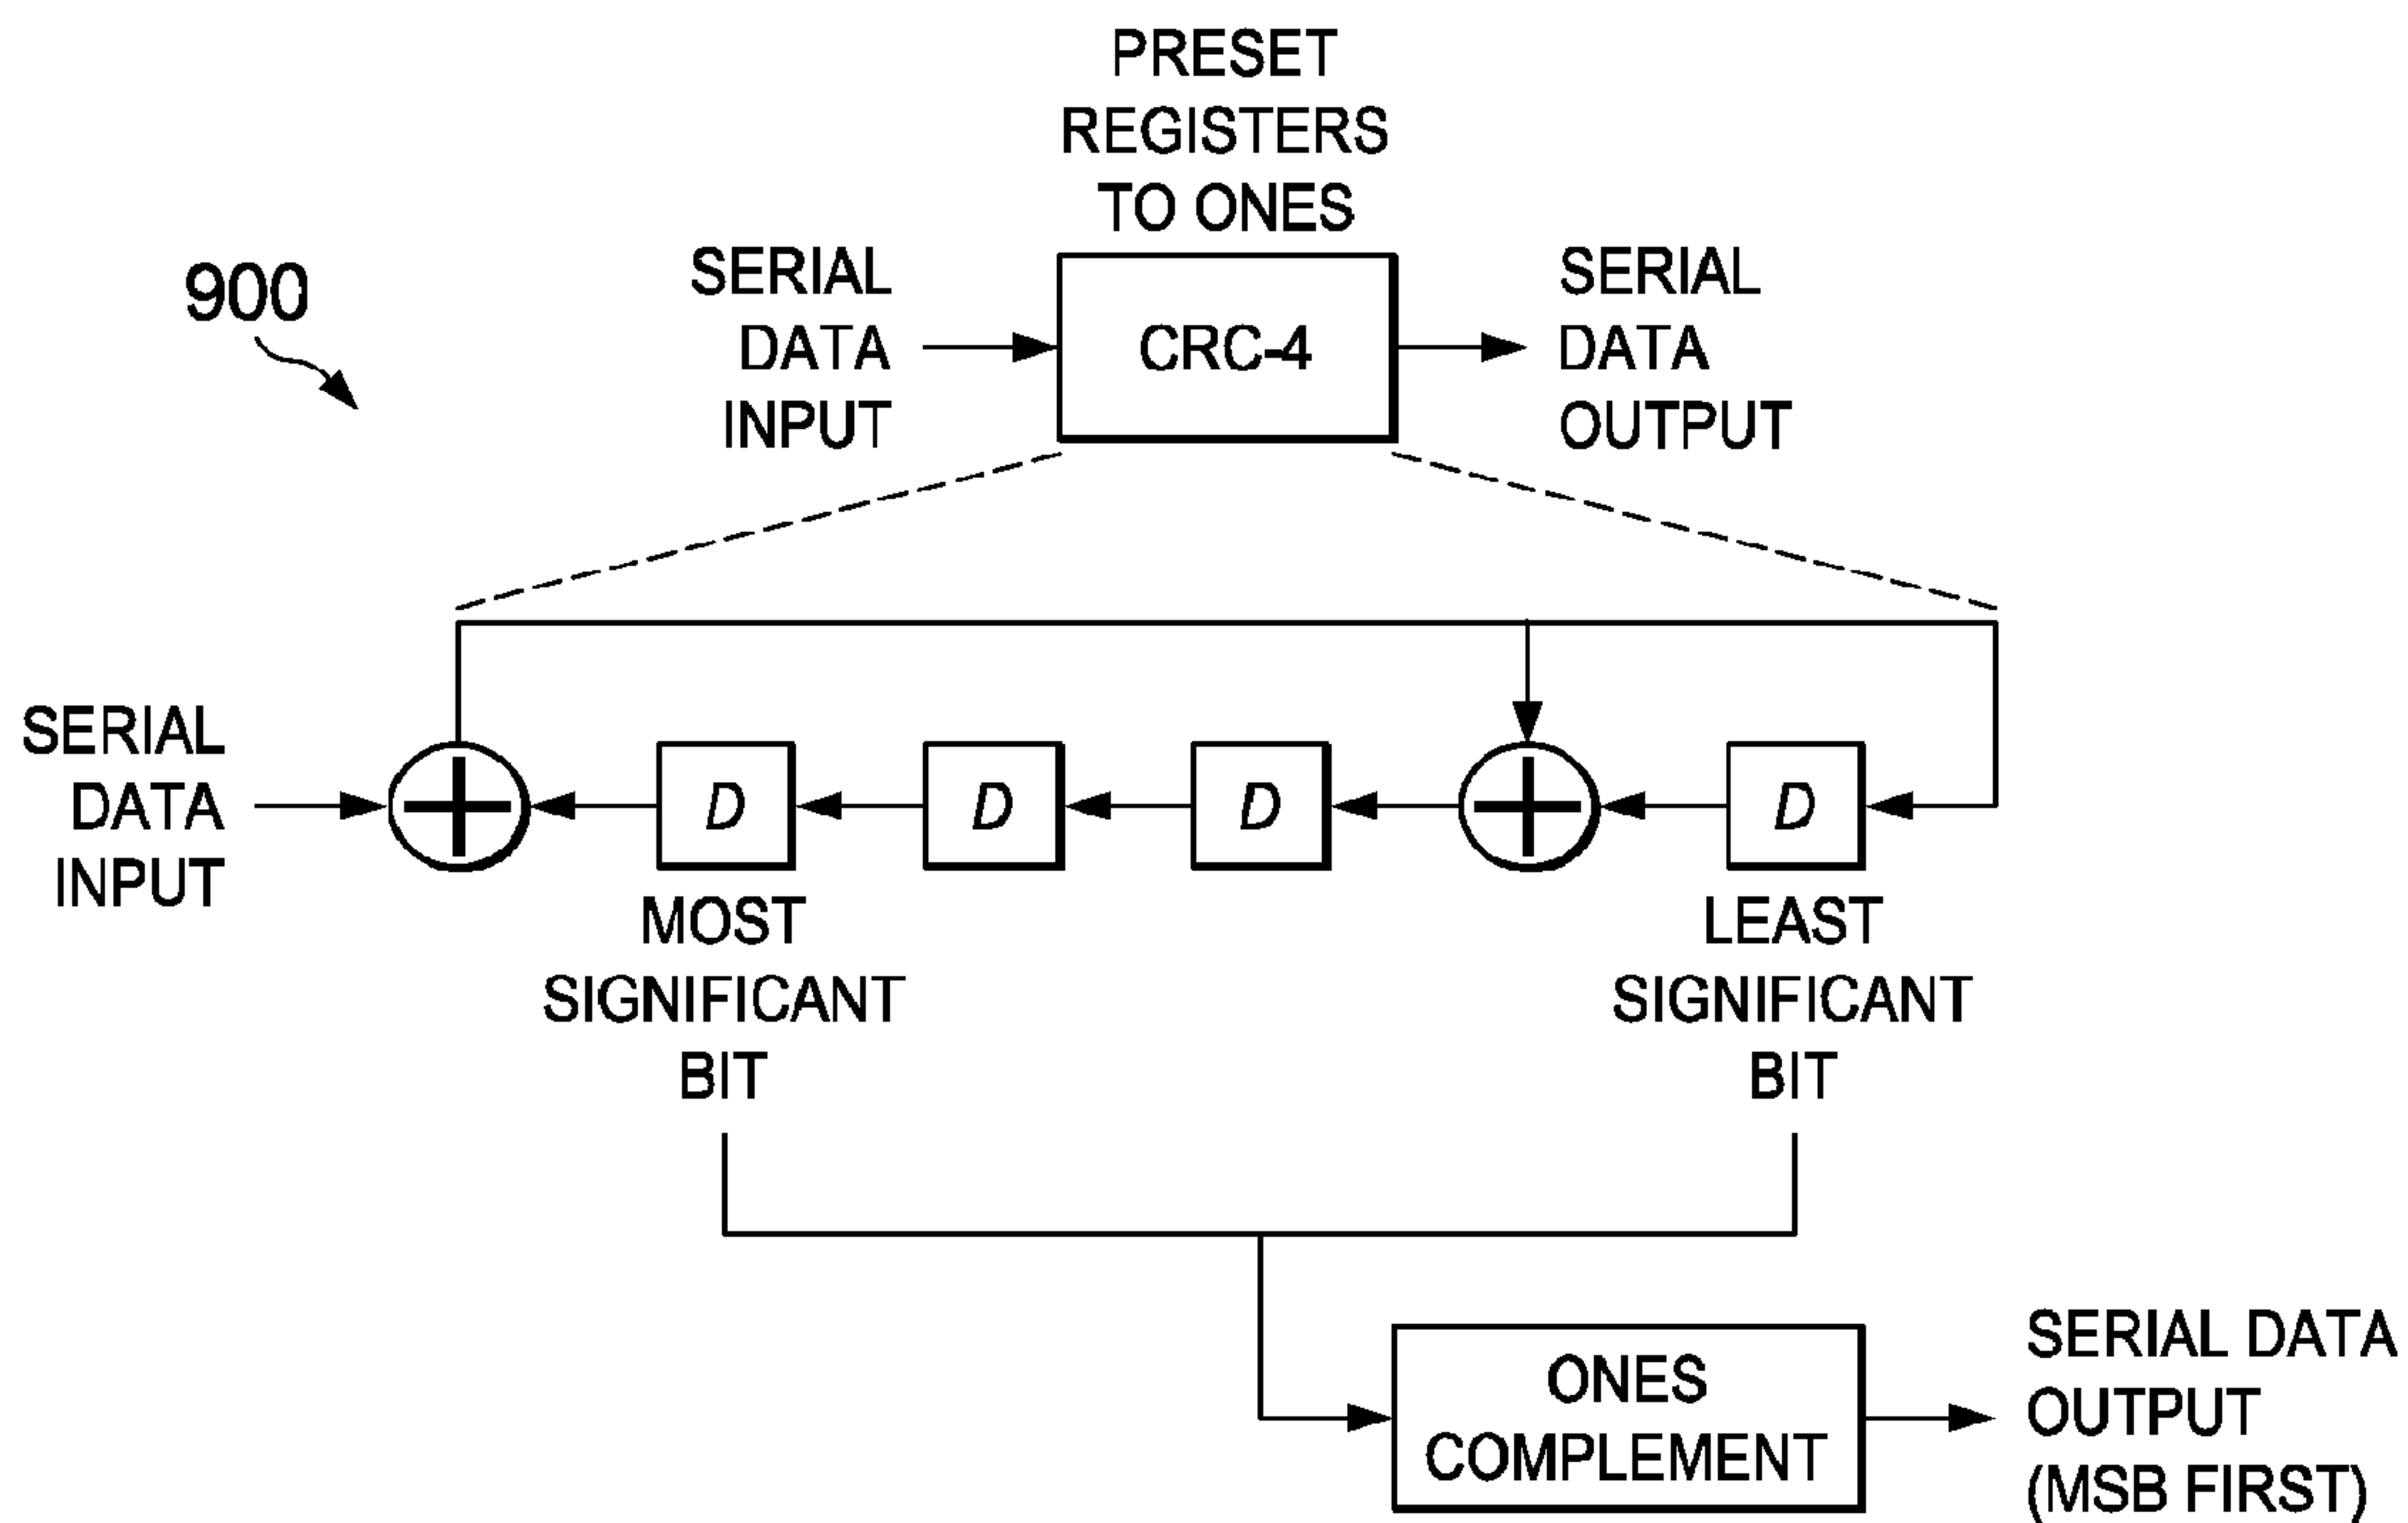 PRESET
REGISTERS
TO ONES
900
SERIAL
DATA
INPUT
CRC-4
SERIAL
DATA
OUTPUT
SERIAL
DATA
INPUT
D
D
D
D
MOST
SIGNIFICANT
BIT
LEAST
SIGNIFICANT
BIT
ONES
COMPLEMENT
SERIAL DATA
OUTPUT
(MSB FIRST)